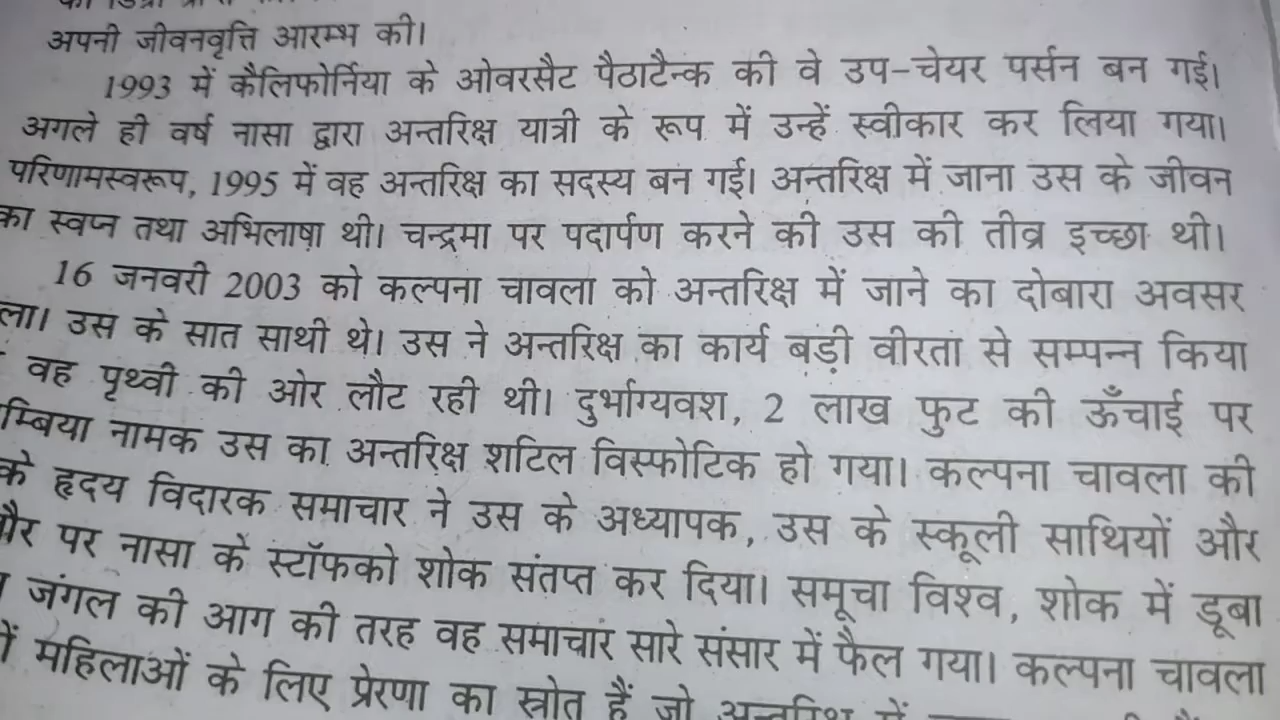 अपनी जीवनवृत्ति आरम्भ की।
1993 में कैलिफोर्निया के ओवरसैट पैठाटैन्क की वे उप-चेयर पर्सन बन गई।
अगले ही वर्ष नासा द्वारा अन्तरिक्ष यात्री के रूप में उन्हें स्वीकार कर लिया गया।
परिणामस्वरूप, 1995 में वह अन्तरिक्ष का सदस्य बन गई। अन्तरिक्ष में जाना उस के जीवन
का स्वप्न तथा अभिलाषा थी। चन्द्रमा पर पदार्पण करने की उस की तीव्र इच्छा थी।
16 जनवरी 2003 को कल्पना चावला को अन्तरिक्ष में जाने का दोबारा अवसर
ला। उस के सात साथी थे। उस ने अन्तरिक्ष का कार्य बड़ी वीरता से सम्पन्न किया
वह पृथ्वी की ओर लौट रही थी। दुर्भाग्यवश, 2 लाख फुट की ऊँचाई पर
म्बिया नामक उस का अन्तरिक्ष शटिल विस्फोटिक हो गया। कल्पना चावला की
के हृदय विदारक समाचार ने उस के अध्यापक, उस के स्कूली साथियों और
और पर नासा के स्टॉफको शोक संतप्त कर दिया। समूचा विश्व, शोक में डूबा
जंगल की आग की तरह वह समाचार सारे संसार में फैल गया। कल्पना चावला
में महिलाओं के लिए प्रेरणा का स्रोत हैं जो अन्तरिक्ष में